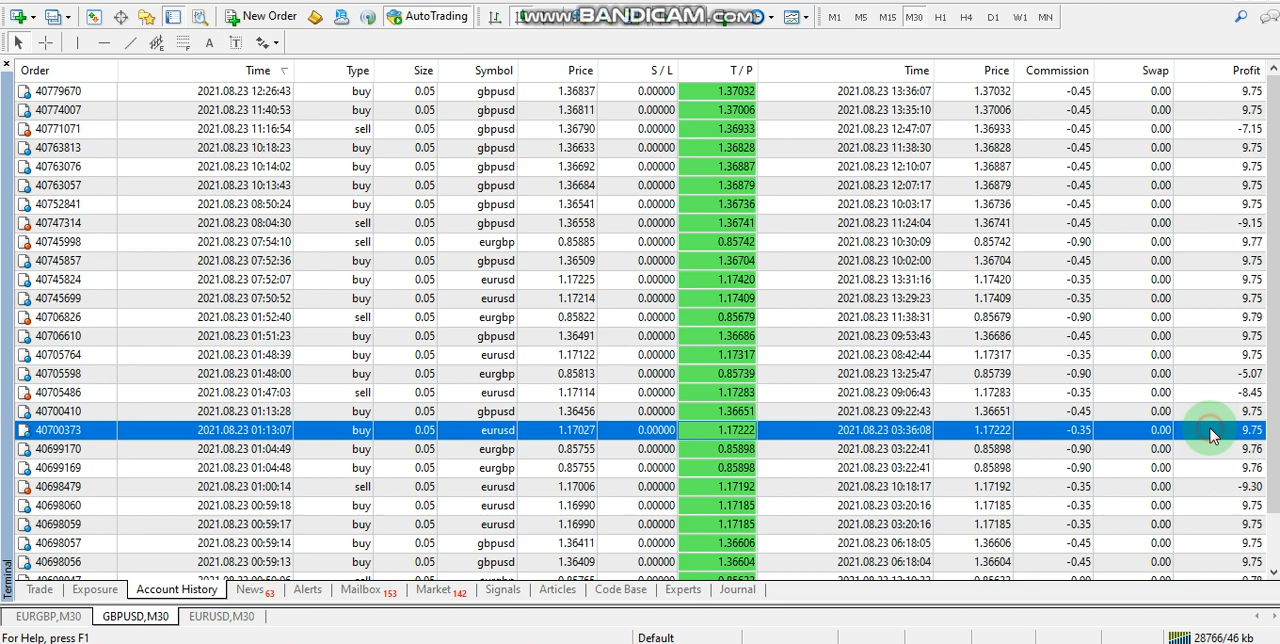 New Order AutoTrading www.BANDICAM.com M1 M5 M15 M30 H1 H4 D1 W1 MN
A T
Order Time Type Size Symbol Price S / L T / P Time Price Commission Swap Profit
40779670 2021.08.23 12:26:43 buy 0.05 gbpusd 1.36837 0.00000 1.37032 2021.08.23 13:36:07 1.37032 -0.45 0.00 9.75
40774007 2021.08.23 11:40:53 buy 0.05 gbpusd 1.36811 0.00000 1.37006 2021.08.23 13:35:10 1.37006 -0.45 0.00 9.75
40771071 2021.08.23 11:16:54 sell 0.05 gbpusd 1.36790 0.00000 1.36933 2021.08.23 12:47:07 1.36933 -0.45 0.00 -7.15
40763813 2021.08.23 10:18:23 buy 0.05 gbpusd 1.36633 0.00000 1.36828 2021.08.23 11:38:30 1.36828 -0.45 0.00 9.75
40763076 2021.08.23 10:14:02 buy 0.05 gbpusd 1.36692 0.00000 1.36887 2021.08.23 12:10:07 1.36887 -0.45 0.00 9.75
40763057 2021.08.23 10:13:43 buy 0.05 gbpusd 1.36684 0.00000 1.36879 2021.08.23 12:07:17 1.36879 -0.45 0.00 9.75
40752841 2021.08.23 08:50:24 buy 0.05 gbpusd 1.36541 0.00000 1.36736 2021.08.23 10:03:17 1.36736 -0.45 0.00 9.75
40747314 2021.08.23 08:04:30 sell 0.05 gbpusd 1.36558 0.00000 1.36741 2021.08.23 11:24:04 1.36741 -0.45 0.00 -9.15
40745998 2021.08.23 07:54:10 sell 0.05 eurgbp 0.85885 0.00000 0.85742 2021.08.23 10:30:09 0.85742 -0.90 0.00 9.77
40745857 2021.08.23 07:52:36 buy 0.05 gbpusd 1.36509 0.00000 1.36704 2021.08.23 10:02:00 1.36704 -0.45 0.00 9.75
40745824 2021.08.23 07:52:07 buy 0.05 eurusd 1.17225 0.00000 1.17420 2021.08.23 13:31:16 1.17420 -0.35 0.00 9.75
40745699 2021.08.23 07:50:52 buy 0.05 eurusd 1.17214 0.00000 1.17409 2021.08.23 13:29:23 1.17409 -0.35 0.00 9.75
40706826 2021.08.23 01:52:40 sell 0.05 eurgbp 0.85822 0.00000 0.85679 2021.08.23 11:38:31 0.85679 -0.90 0.00 9.79
40706610 2021.08.23 01:51:23 buy 0.05 gbpusd 1.36491 0.00000 1.36686 2021.08.23 09:53:43 1.36686 -0.45 0.00 9.75
40705764 2021.08.23 01:48:39 buy 0.05 eurusd 1.17122 0.00000 1.17317 2021.08.23 08:42:44 1.17317 -0.35 0.00 9.75
40705598 2021.08.23 01:48:00 buy 0.05 eurgbp 0.85813 0.00000 0.85739 2021.08.23 13:25:47 0.85739 -0.90 0.00 -5.07
40705486 2021.08.23 01:47:03 sell 0.05 eurusd 1.17114 0.00000 1.17283 2021.08.23 09:06:43 1.17283 -0.35 0.00 -8.45
40700410 2021.08.23 01:13:28 buy 0.05 gbpusd 1.36456 0.00000 1.36651 2021.08.23 09:22:43 1.36651 -0.45 0.00 9.75
40700373 2021.08.23 01:13:07 buy 0.05 eurusd 1.17027 0.00000 1.17222 2021.08.23 03:36:08 1.17222 -0.35 0.00 9.75
40699170 2021.08.23 01:04:49 buy 0.05 eurgbp 0.85755 0.00000 0.85898 2021.08.23 03:22:41 0.85898 -0.90 0.00 9.76
40699169 2021.08.23 01:04:48 buy 0.05 eurgbp 0.85755 0.00000 0.85898 2021.08.23 03:22:41 0.85898 -0.90 0.00 9.76
40698479 2021.08.23 01:00:14 sell 0.05 eurusd 1.17006 0.00000 1.17192 2021.08.23 10:18:17 1.17192 -0.35 0.00 -9.30
40698060 2021.08.23 00:59:18 buy 0.05 eurusd 1.16990 0.00000 1.17185 2021.08.23 03:20:16 1.17185 -0.35 0.00 9.75
40698059 2021.08.23 00:59:17 buy 0.05 eurusd 1.16990 0.00000 1.17185 2021.08.23 03:20:16 1.17185 -0.35 0.00 9.75
40698057 2021.08.23 00:59:14 buy 0.05 gbpusd 1.36411 0.00000 1.36606 2021.08.23 06:18:05 1.36606 -0.45 0.00 9.75
40698056 2021.08.23 00:59:13 buy 0.05 gbpusd 1.36409 0.00000 1.36604 2021.08.23 06:18:04 1.36604 -0.45 0.00 9.75
Terminal
Trade Exposure Account History News 63 Alerts Mailbox 153 Market 142 Signals Articles Code Base Experts Journal
EURGBP,M30 GBPUSD,M30 EURUSD,M30
For Help, press F1 Default 28766/46 kb